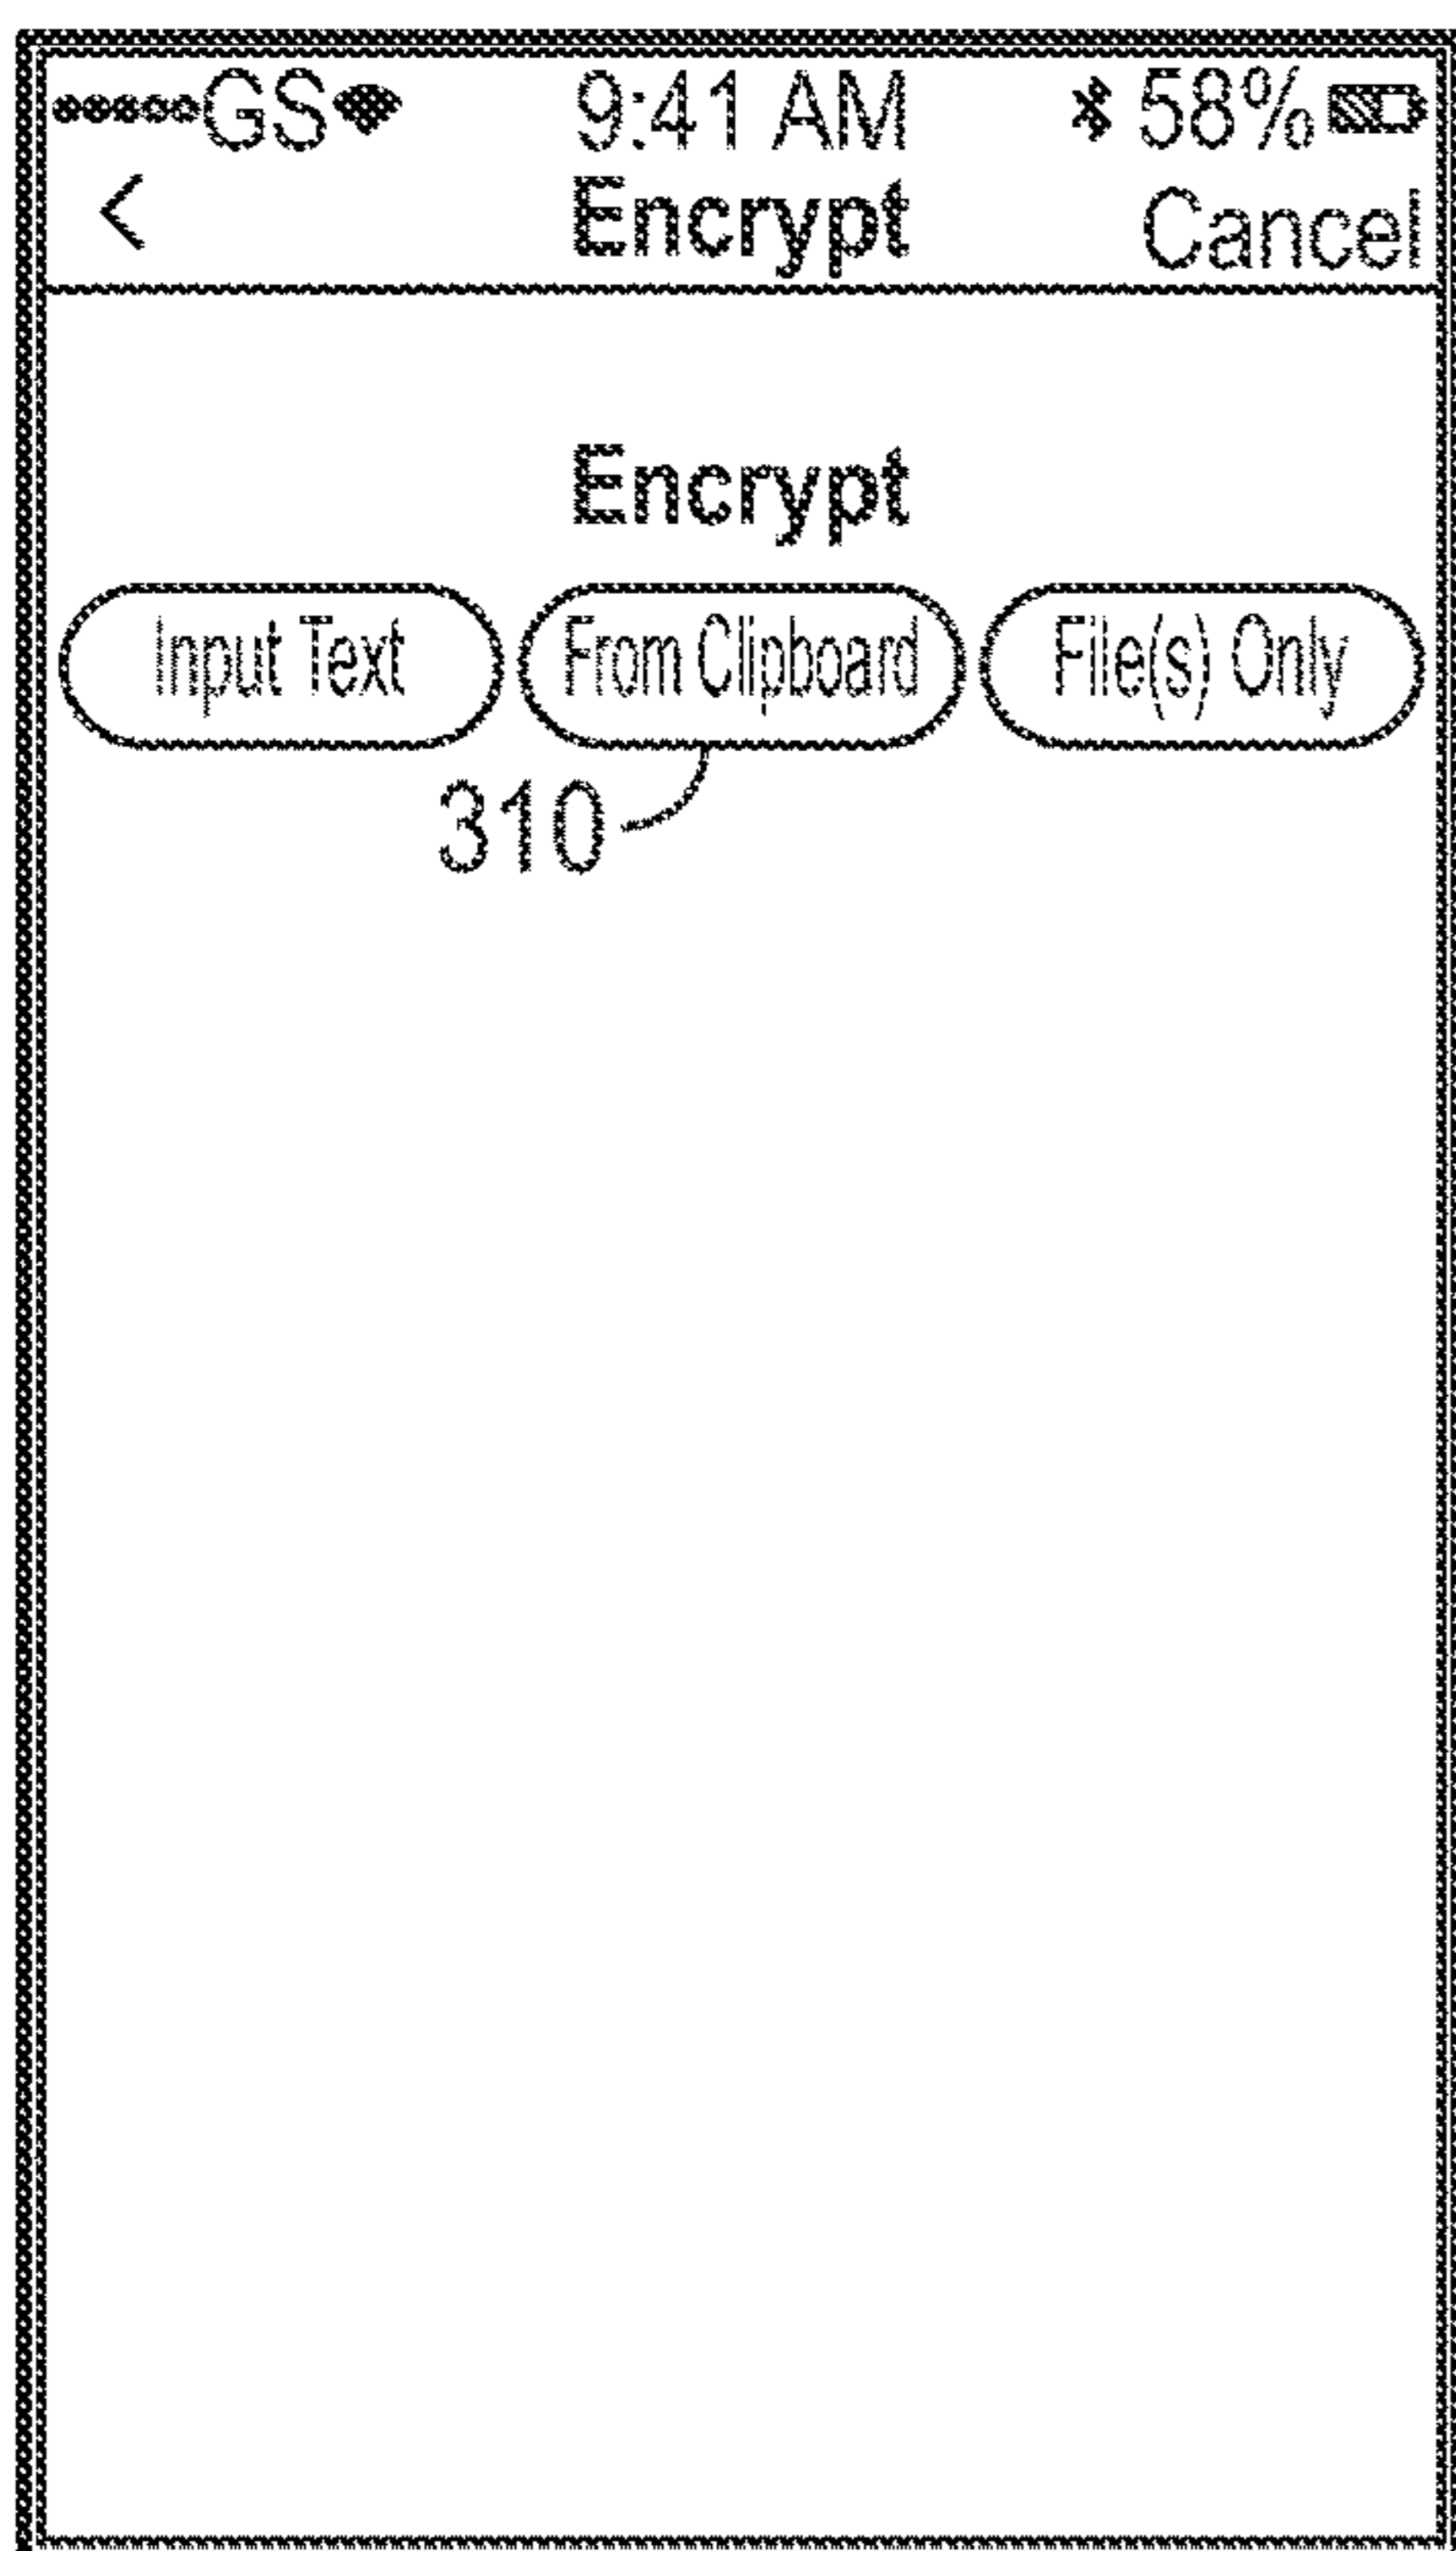 GS 9:41 AM 58%
< Encrypt Cancel
Encrypt
Input Text From Clipboard File(s) Only
310